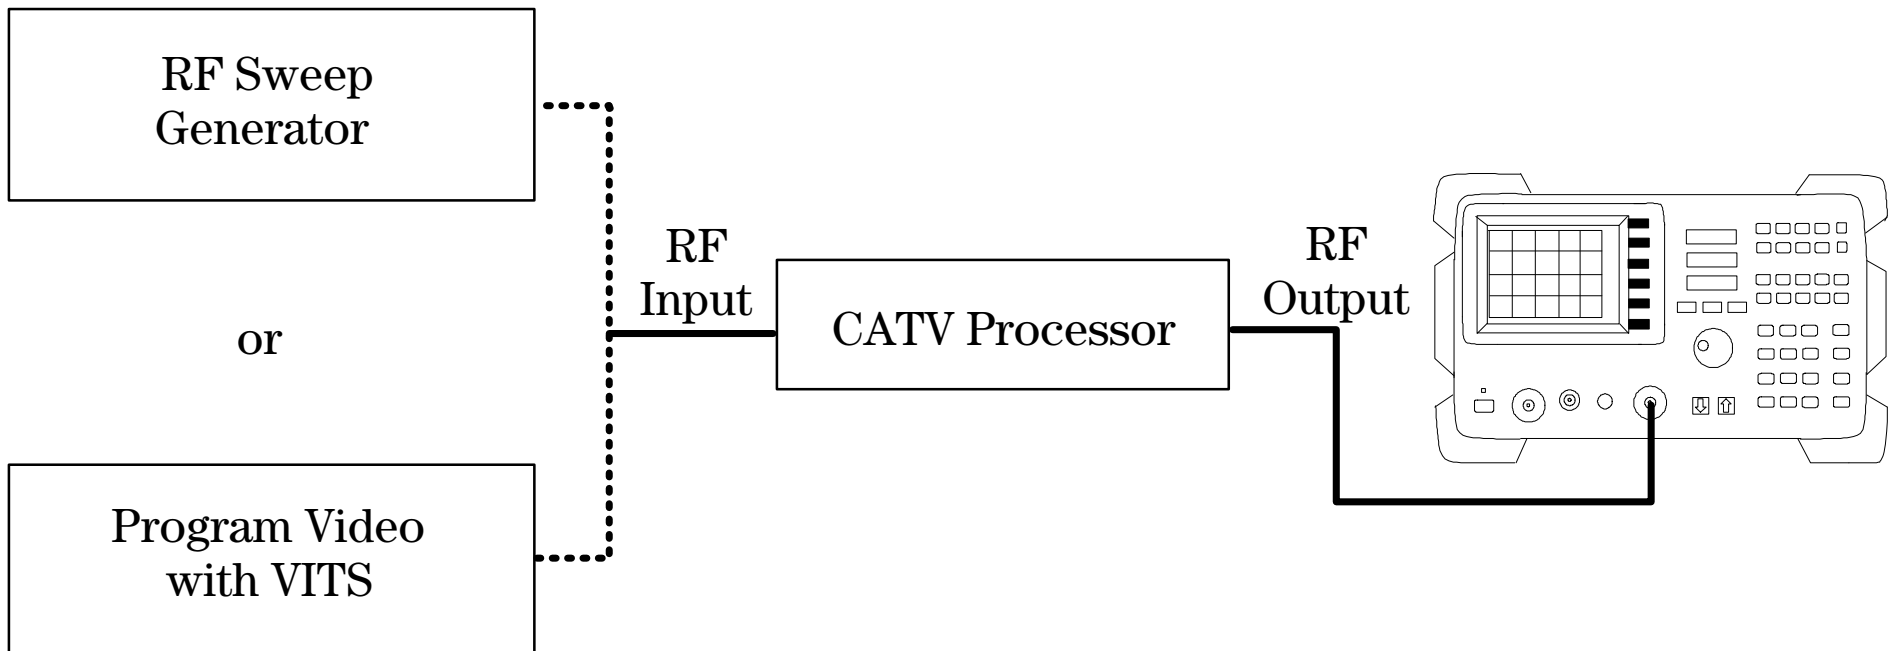 RF Sweep
Generator
or
Program Video
with VITS
RF
Input
CATV Processor
RF
Output